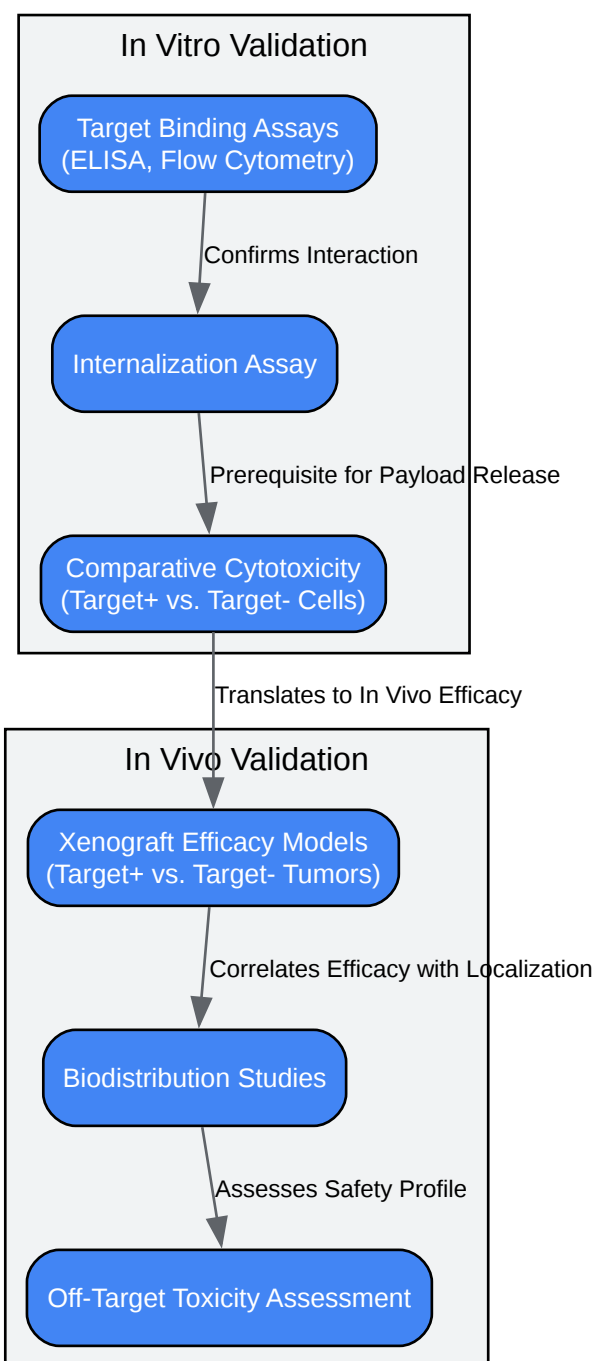 In Vitro Validation
Target Binding Assays
(ELISA, Flow Cytometry)
Confirms Interaction
Internalization Assay
Prerequisite for Payload Release
Comparative Cytotoxicity
(Target+ vs. Target- Cells)
Translates to In Vivo Efficacy
In Vivo Validation
Xenograft Efficacy Models
(Target+ vs. Target- Tumors)
Correlates Efficacy with Localization
Biodistribution Studies
Assesses Safety Profile
Off-Target Toxicity Assessment